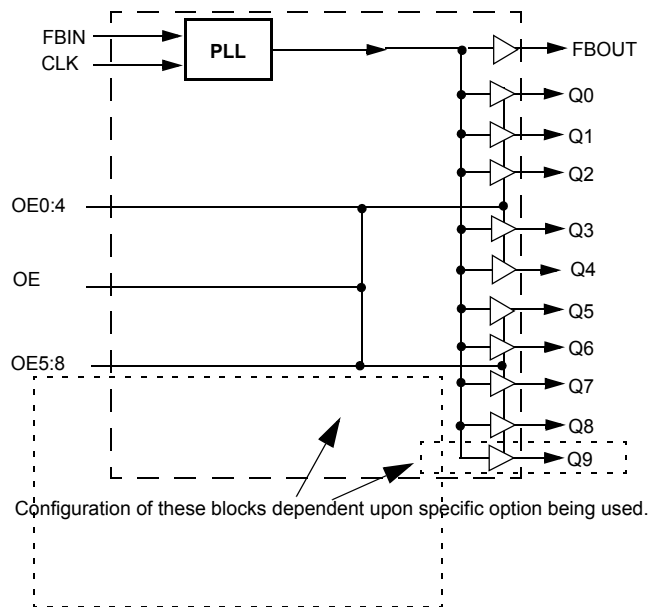 FBIN
CLK
PLL
FBOUT
Q0
Q1
Q2
OE0:4
Q3
Q4
OE
Q5
Q6
OE5:8
Q7
Q8
Q9
Configuration of these blocks dependent upon specific option being used.